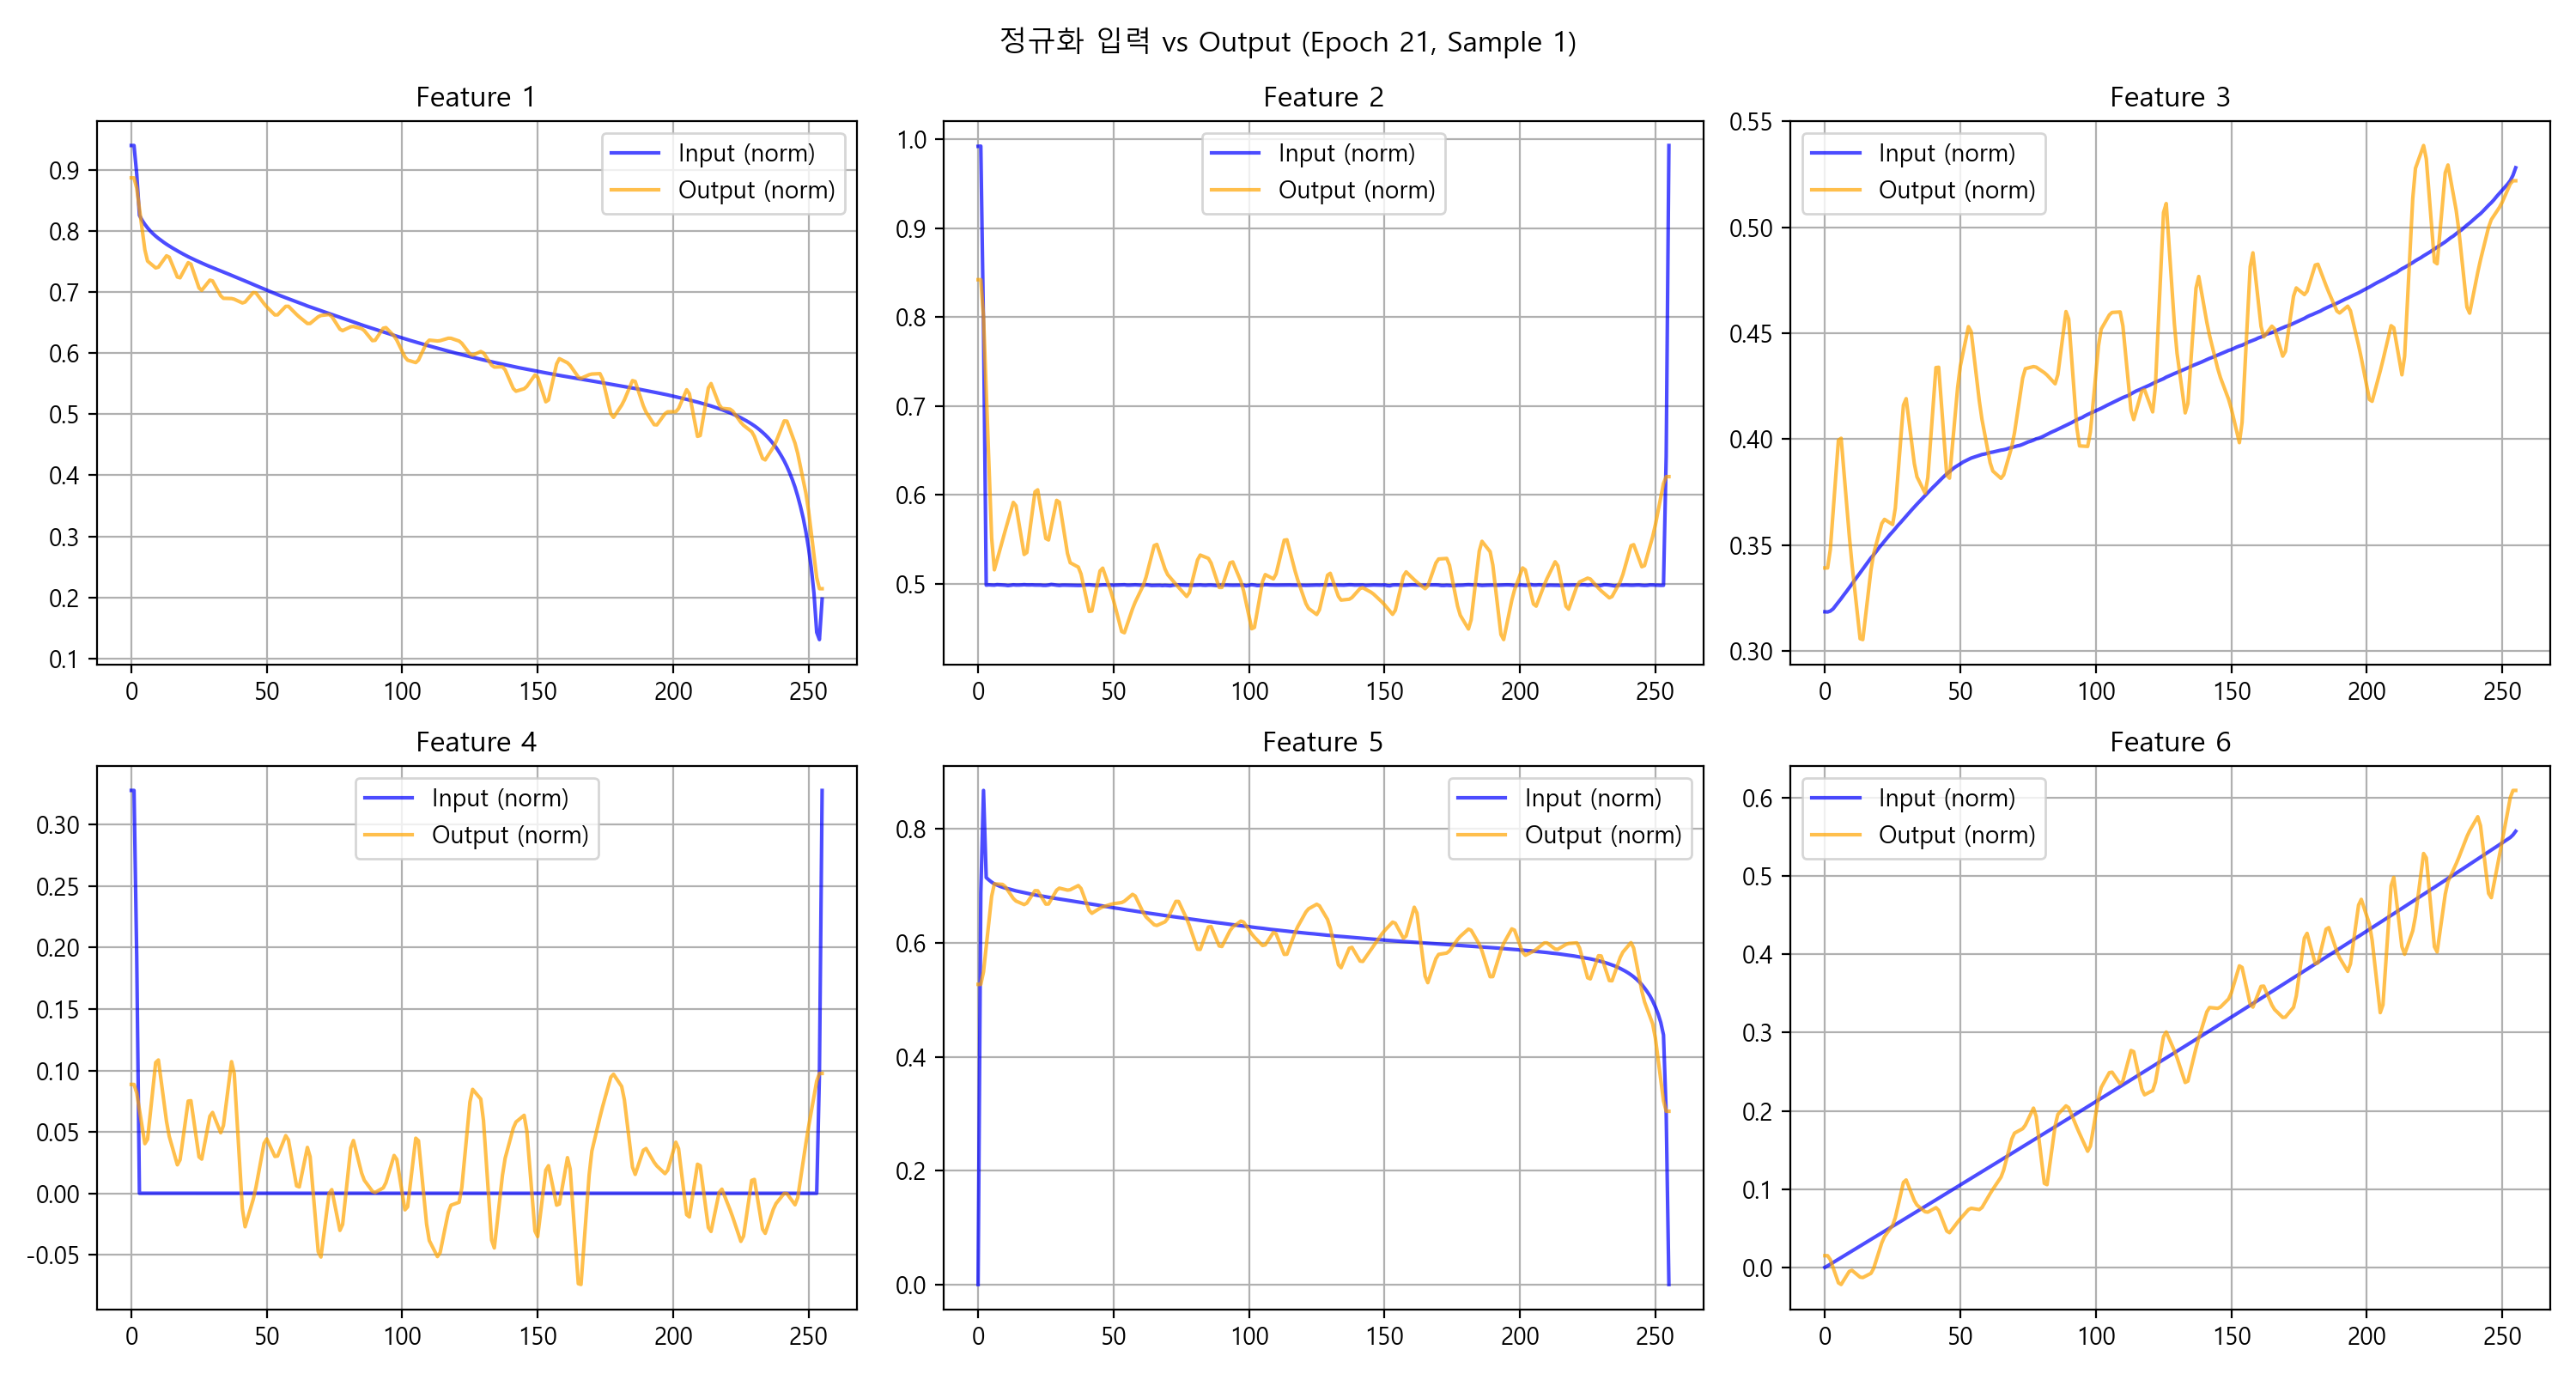 정규화 입력 vs Output (Epoch 21, Sample 1)
Feature 1
Input (norm)
Output (norm)
0.9
0.8
0.7
0.6
0.5
0.4
0.3
0.2
0.1
0 50 100 150 200 250
Feature 2
Input (norm)
Output (norm)
1.0
0.9
0.8
0.7
0.6
0.5
0 50 100 150 200 250
Feature 3
Input (norm)
Output (norm)
0.55
0.50
0.45
0.40
0.35
0.30
0 50 100 150 200 250
Feature 4
Input (norm)
Output (norm)
0.30
0.25
0.20
0.15
0.10
0.05
0.00
-0.05
0 50 100 150 200 250
Feature 5
Input (norm)
Output (norm)
0.8
0.6
0.4
0.2
0.0
0 50 100 150 200 250
Feature 6
Input (norm)
Output (norm)
0.6
0.5
0.4
0.3
0.2
0.1
0.0
0 50 100 150 200 250